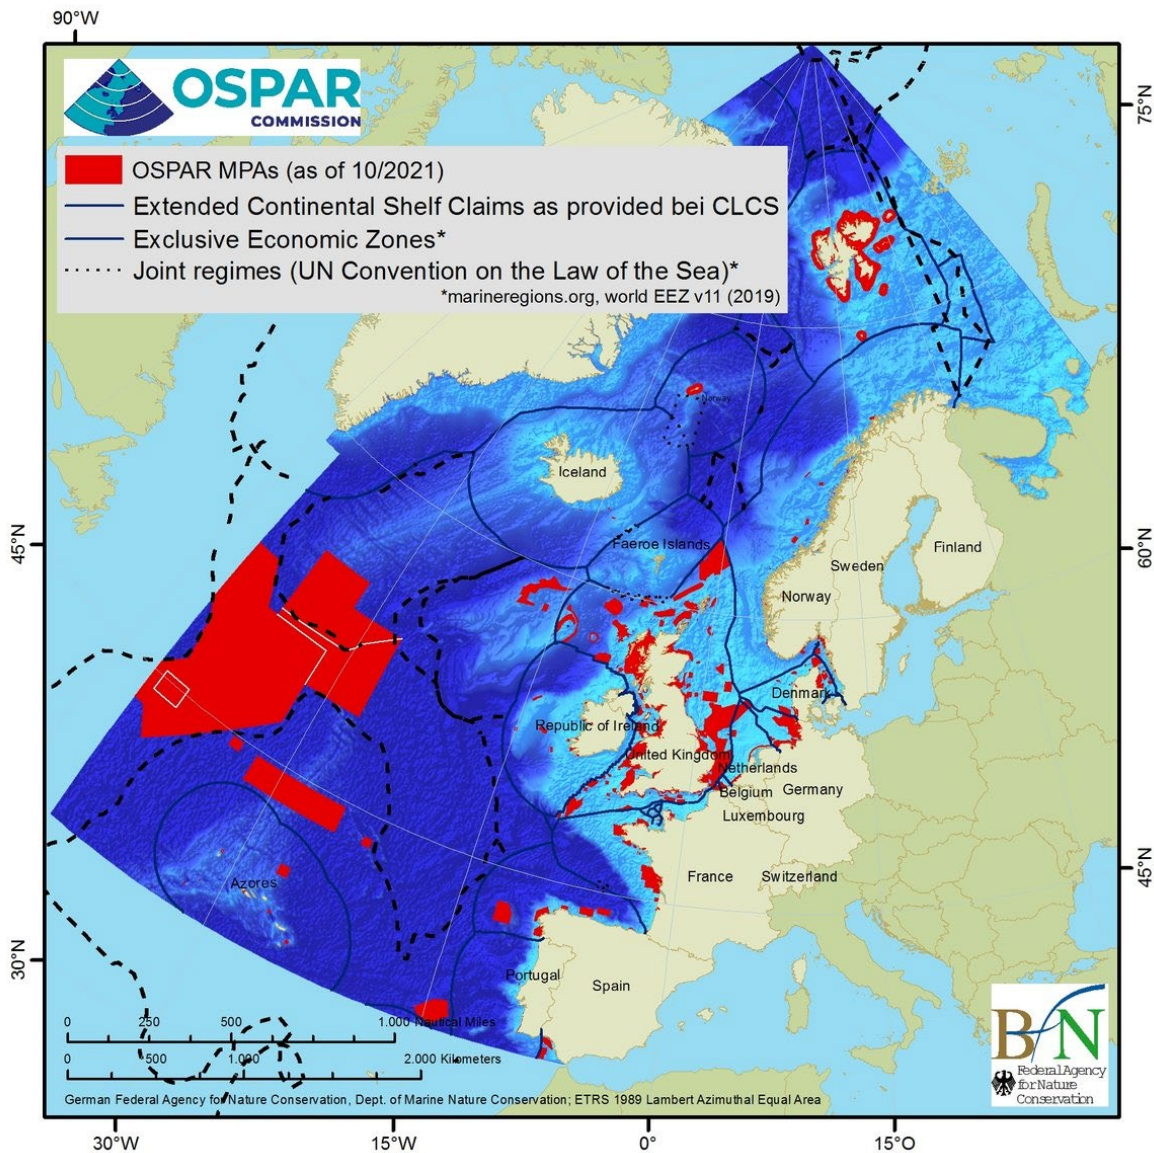 90°W
75°N
OSPAR
COMMISSION
OSPAR MPAs (as of 10/2021)
Extended Continental Shelf Claims as provided bei CLCS
Exclusive Economic Zones*
Joint regimes (UN Convention on the Law of the Sea)*
*marineregions.org, world EEZ v11 (2019)
Norway
Iceland
45°N
60°N
Faeroe Islands
Finland
Sweden
Norway
Denmark
Republic of Ireland
United Kingdom
Netherlands
Belgium
Germany
Luxembourg
France
Switzerland
45°N
Azores
30°N
Portugal
Spain
0 250 500 1.000 Nautical Miles
0 500 1.000 2.000 Kilometers
BfN
Federal Agency
for Nature
Conservation
German Federal Agency for Nature Conservation, Dept. of Marine Nature Conservation; ETRS 1989 Lambert Azimuthal Equal Area
30°W
15°W
0°
15°O